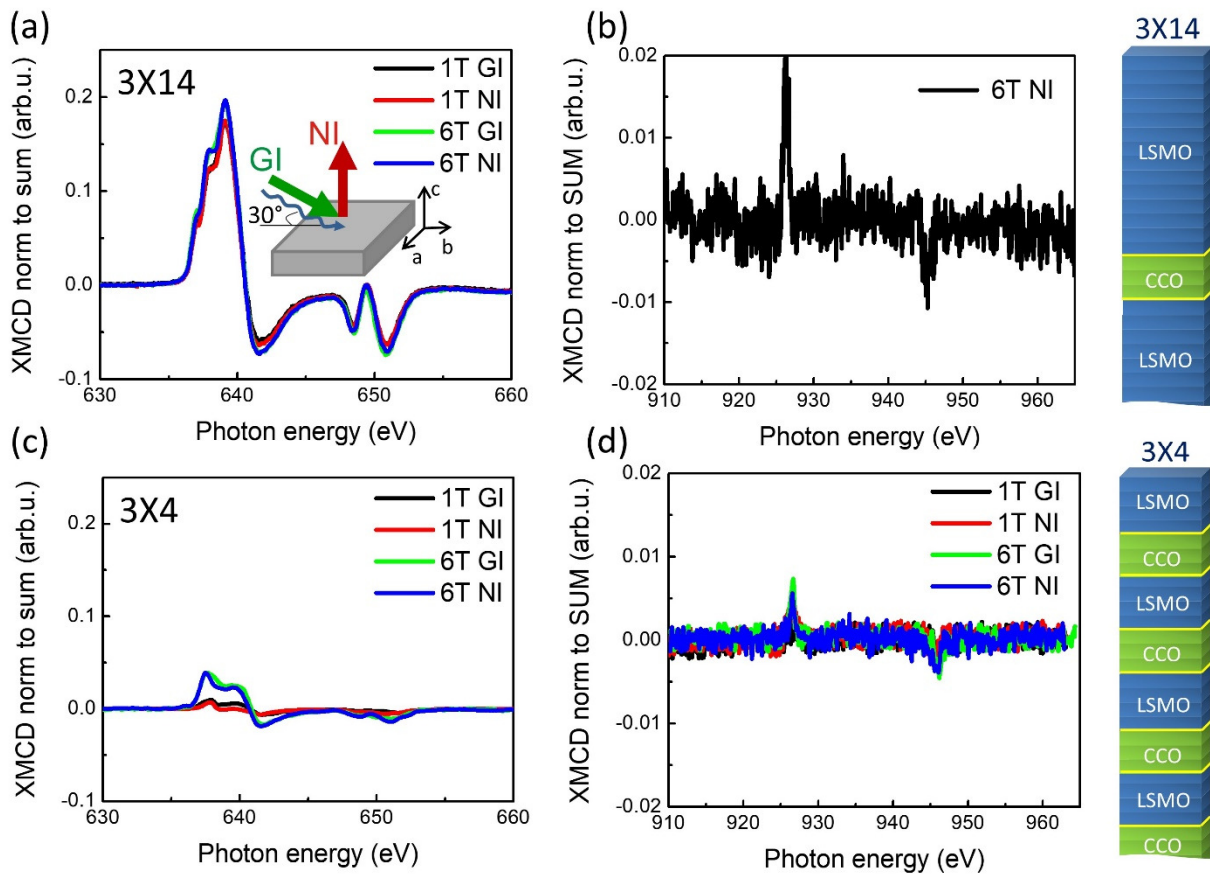 (a)
3X14
1T GI
1T NI
6T GI
6T NI
NI
GI
30°
c
b
a
XMCD norm to sum (arb.u.)
0.2
0.1
0.0
-0.1
630 640 650 660
Photon energy (eV)
(b)
6T NI
XMCD norm to SUM (arb.u.)
0.02
0.01
0.00
-0.01
-0.02
910 920 930 940 950 960
Photon energy (eV)
3X14
LSMO
CCO
LSMO
(c)
3X4
1T GI
1T NI
6T GI
6T NI
XMCD norm to sum (arb.u.)
0.2
0.1
0.0
-0.1
630 640 650 660
Photon energy (eV)
(d)
1T GI
1T NI
6T GI
6T NI
XMCD norm to SUM (arb.u.)
0.02
0.01
0.00
-0.01
-0.02
910 920 930 940 950 960
Photon energy (eV)
3X4
LSMO
CCO
LSMO
CCO
LSMO
CCO
LSMO
CCO